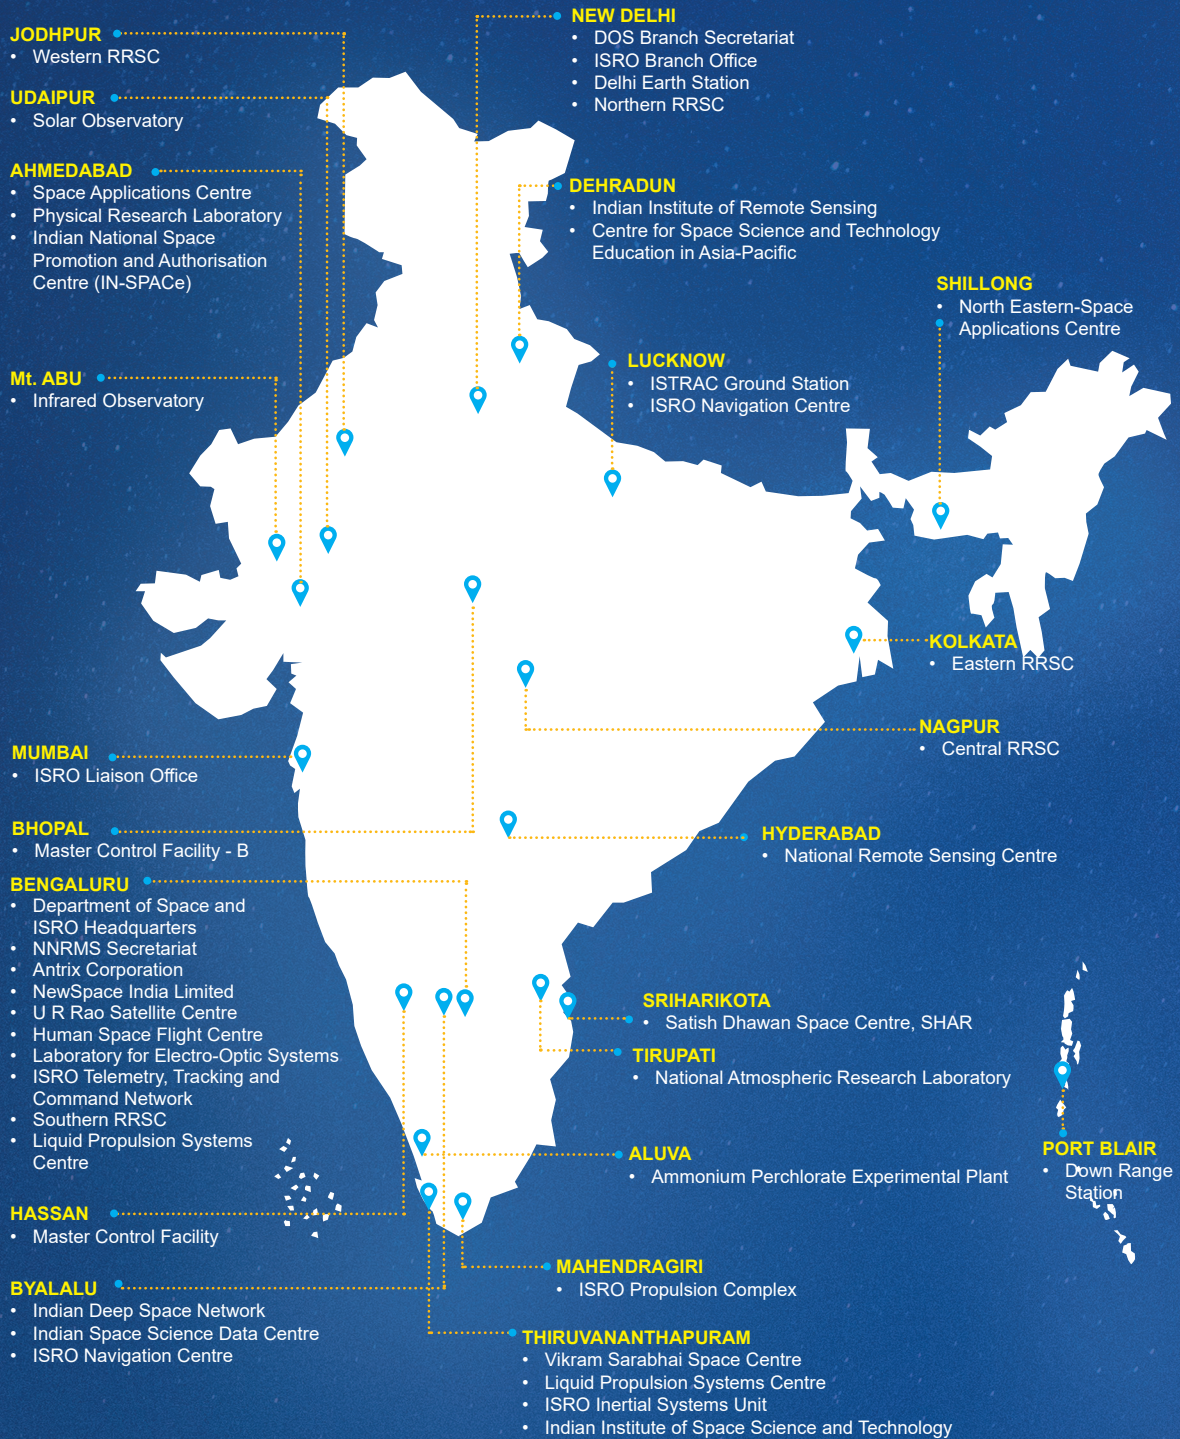 JODHPUR
• Western RRSC
UDAIPUR
• Solar Observatory
AHMEDABAD
• Space Applications Centre
• Physical Research Laboratory
• Indian National Space
Promotion and Authorisation
Centre (IN-SPACe)
Mt. ABU
• Infrared Observatory
MUMBAI
• ISRO Liaison Office
BHOPAL
• Master Control Facility - B
BENGALURU
• Department of Space and
ISRO Headquarters
• NNRMS Secretariat
• Antrix Corporation
• NewSpace India Limited
• U R Rao Satellite Centre
• Human Space Flight Centre
• Laboratory for Electro-Optic Systems
• ISRO Telemetry, Tracking and
Command Network
• Southern RRSC
• Liquid Propulsion Systems
Centre
HASSAN
• Master Control Facility
BYALALU
• Indian Deep Space Network
• Indian Space Science Data Centre
• ISRO Navigation Centre
NEW DELHI
• DOS Branch Secretariat
• ISRO Branch Office
• Delhi Earth Station
• Northern RRSC
DEHRADUN
• Indian Institute of Remote Sensing
• Centre for Space Science and Technology
Education in Asia-Pacific
SHILLONG
• North Eastern-Space
Applications Centre
LUCKNOW
• ISTRAC Ground Station
• ISRO Navigation Centre
KOLKATA
• Eastern RRSC
NAGPUR
• Central RRSC
HYDERABAD
• National Remote Sensing Centre
SRIHARIKOTA
• Satish Dhawan Space Centre, SHAR
TIRUPATI
• National Atmospheric Research Laboratory
ALUVA
• Ammonium Perchlorate Experimental Plant
PORT BLAIR
• Down Range
Station
MAHENDRAGIRI
• ISRO Propulsion Complex
THIRUVANANTHAPURAM
• Vikram Sarabhai Space Centre
• Liquid Propulsion Systems Centre
• ISRO Inertial Systems Unit
• Indian Institute of Space Science and Technology